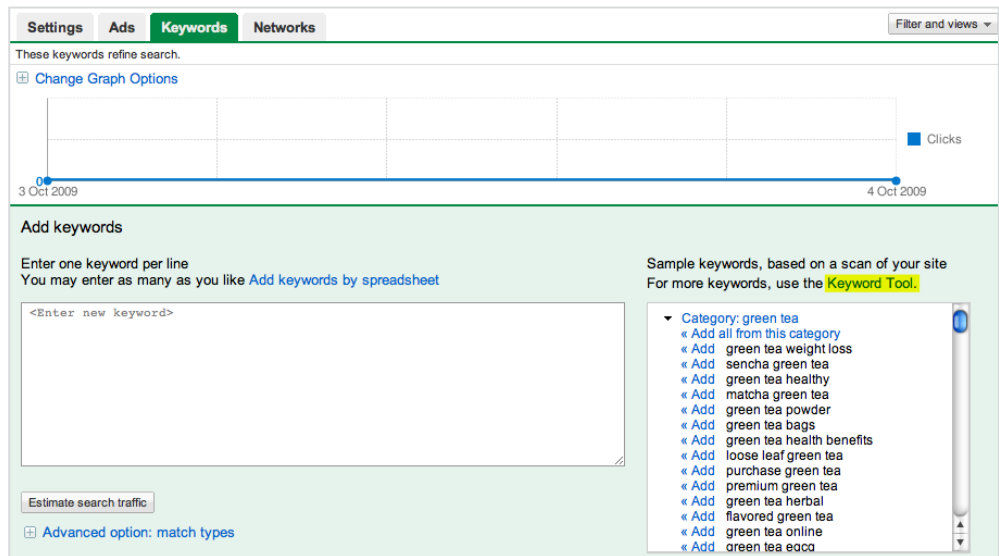 Settings Ads Keywords Networks Filter and views
These keywords refine search.
Change Graph Options
Clicks
0
3 Oct 2009 4 Oct 2009
Add keywords
Enter one keyword per line
You may enter as many as you like Add keywords by spreadsheet
<Enter new keyword>
Estimate search traffic
Advanced option: match types
Sample keywords, based on a scan of your site
For more keywords, use the Keyword Tool.
Category: green tea
« Add all from this category
« Add green tea weight loss
« Add sencha green tea
« Add green tea healthy
« Add matcha green tea
« Add green tea powder
« Add green tea bags
« Add green tea health benefits
« Add loose leaf green tea
« Add purchase green tea
« Add premium green tea
« Add green tea herbal
« Add flavored green tea
« Add green tea online
« Add green tea egcg